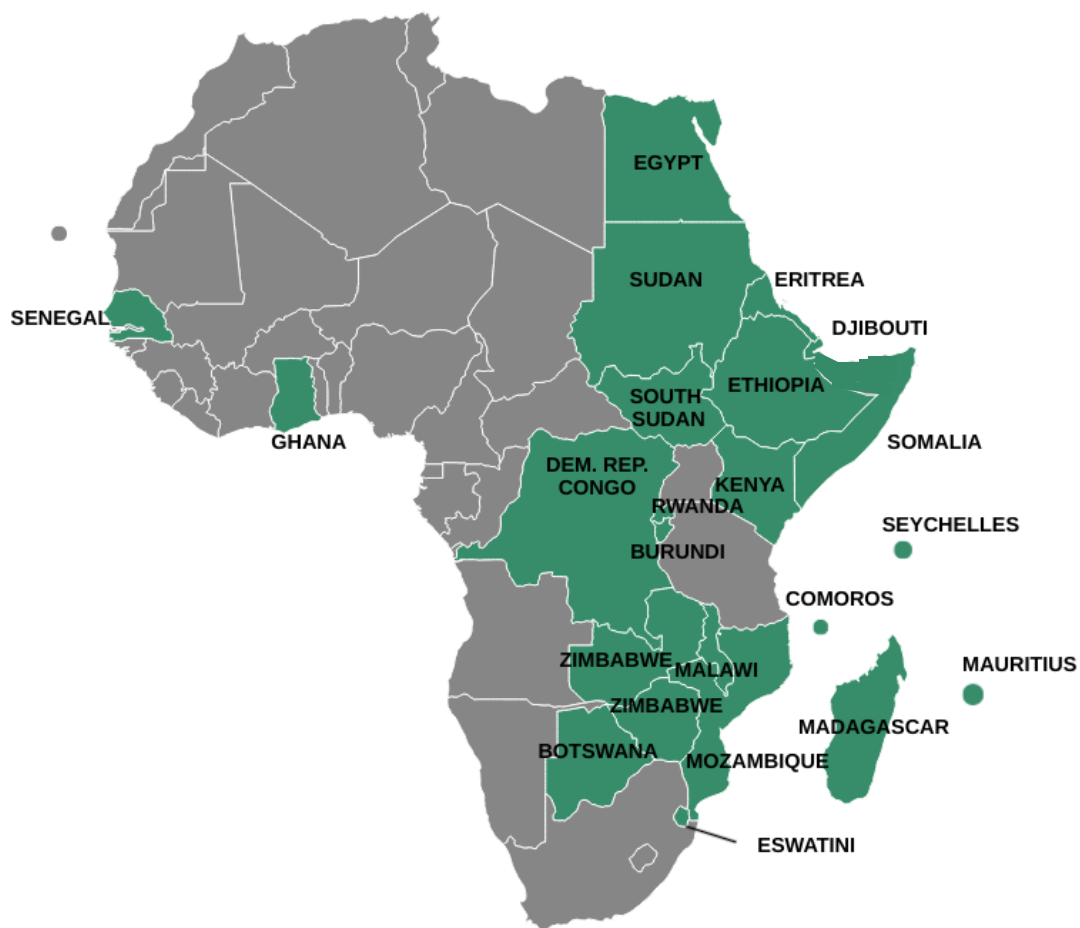 EGYPT
SUDAN
ERITREA
SENEGAL
DJIBOUTI
ETHIOPIA
SOUTH
SUDAN
GHANA
SOMALIA
DEM. REP.
CONGO
KENYA
RWANDA
SEYCHELLES
BURUNDI
COMOROS
ZIMBABWE
MALAWI
MAURITIUS
ZIMBABWE
MADAGASCAR
BOTSWANA
MOZAMBIQUE
ESWATINI